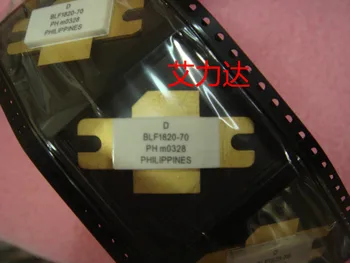 D
BLF1820-70
PH m0328
PHILIPPINES
艾力达
D
BLF1820-70
PH m0328
PHILIPPINES